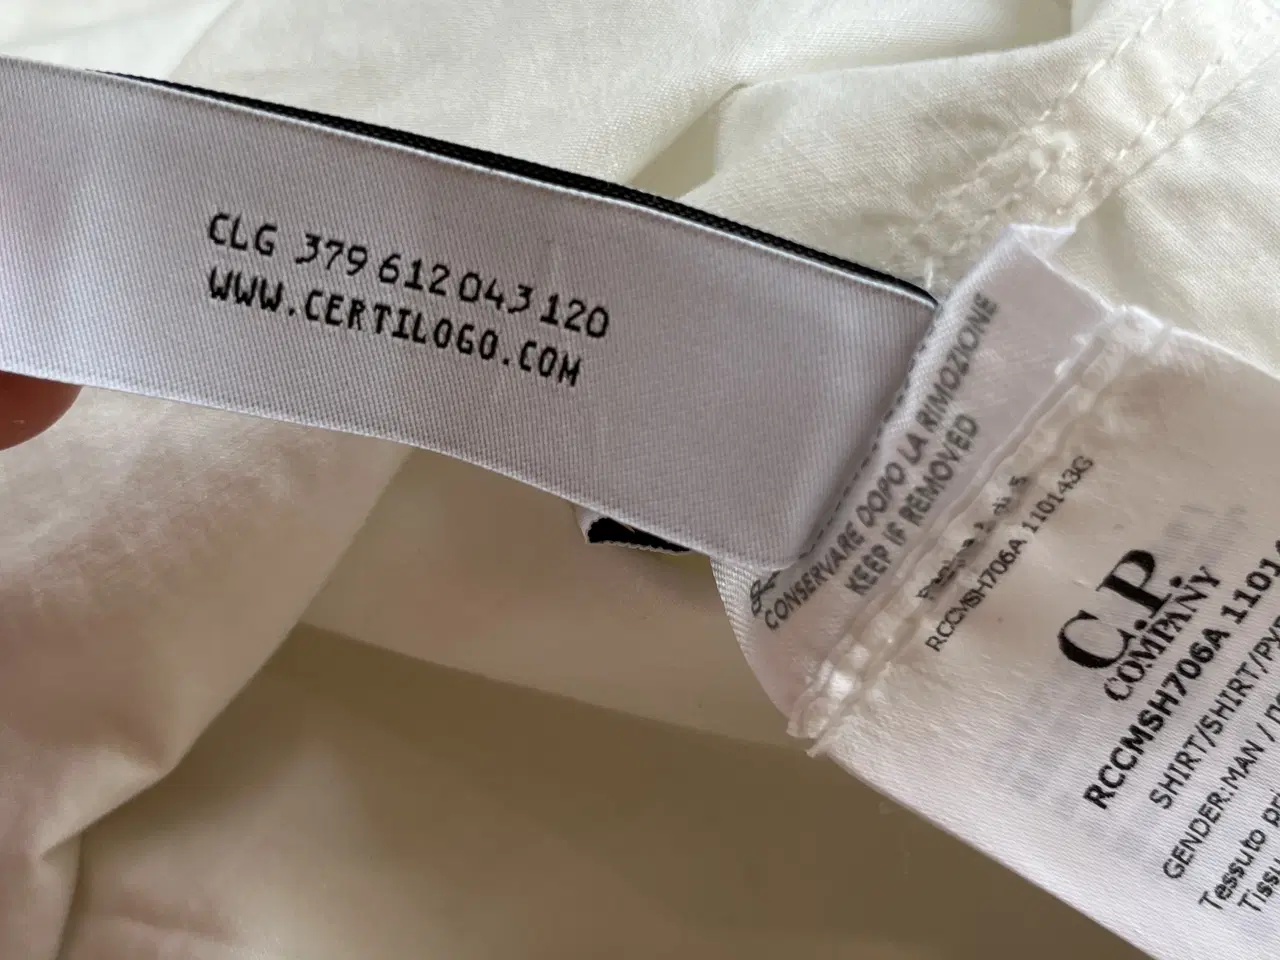 CLG 379 612 043 120
WWW.CERTILOGO.COM
CONSERVARE DOPO LA RIMOZIONE
KEEP IF REMOVED
RCCMSH706A 110143G
C.P.
COMPANY
RCCMSH706A 1101
SHIRT/SHIRT/
GENDER:MAN /
Tessuto